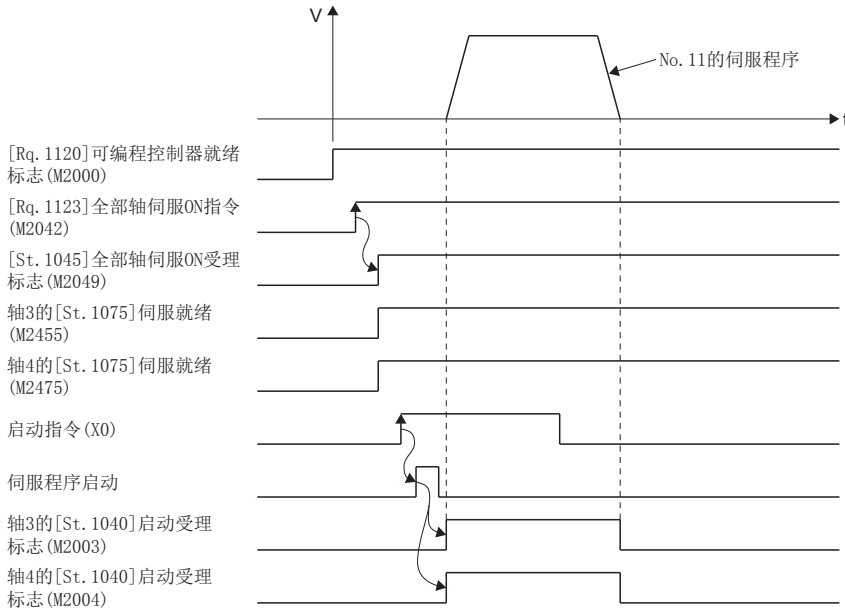 V
No.11的伺服程序
t
[Rq.1120]可编程控制器就绪
标志(M2000)
[Rq.1123]全部轴伺服ON指令
(M2042)
[St.1045]全部轴伺服ON受理
标志(M2049)
轴3的[St.1075]伺服就绪
(M2455)
轴4的[St.1075]伺服就绪
(M2475)
启动指令(X0)
伺服程序启动
轴3的[St.1040]启动受理
标志(M2003)
轴4的[St.1040]启动受理
标志(M2004)